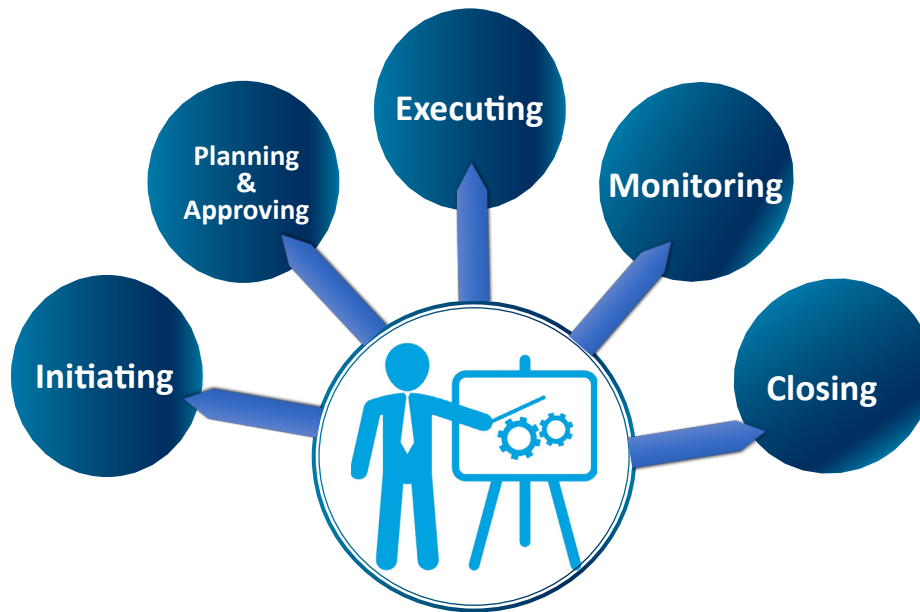 Initiating
Planning
&
Approving
Executing
Monitoring
Closing